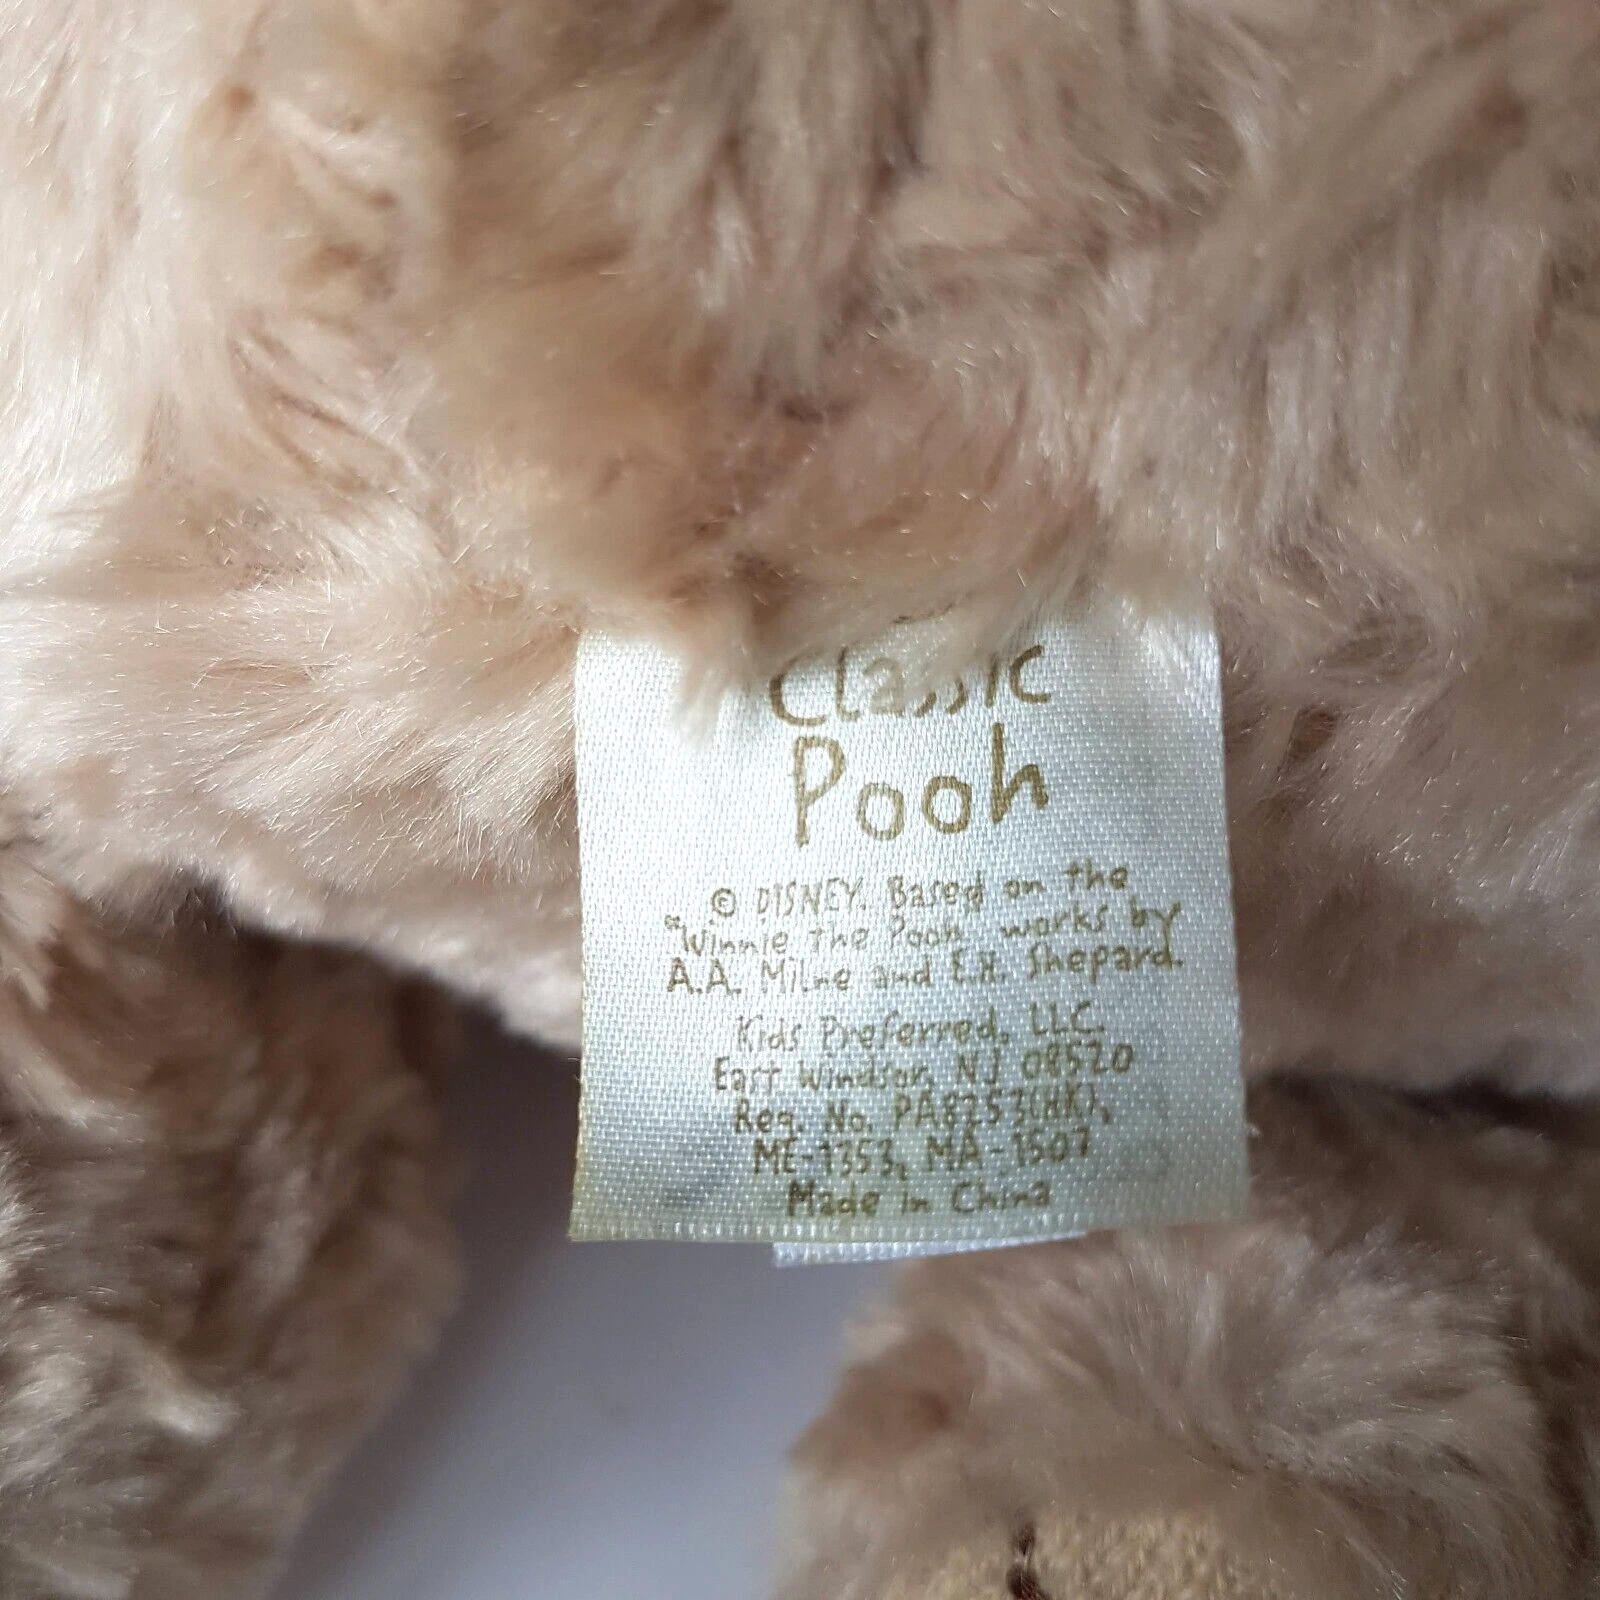 Classic
Pooh
© DISNEY. Based on the
"Winnie the Pooh" works by
A.A. Milne and E.H. Shepard.
Kids Preferred, LLC.
East Windsor, NJ 08520
Reg. No. PA8253(HK),
ME-1353, MA-1507
Made in China